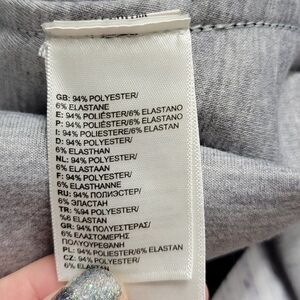 GB: 94% POLYESTER/
6% ELASTANE
E: 94% POLIÉSTER/6% ELASTANO
P: 94% POLIÉSTER/6% ELASTANO
I: 94% POLIESTERE/6% ELASTAN
D: 94% POLYESTER/
6% ELASTHAN
NL: 94% POLYESTER/
6% ELASTAAN
F: 94% POLYESTER/
6% ELASTHANNE
RU: 94% ПОЛИЭСТЕР/
6% ЭЛАСТАН
TR: %94 POLYESTER/
%6 ELASTAN
GR: 94% ΠΟΛΥΕΣΤΕΡΑΣ/
6% ΕΛΑΣΤΟΜΕΡΗΣ
ΠΟΛΥΟΥΡΕΘΑΝΗ
PL: 94% POLIESTER/6% ELASTAN
CZ: 94% POLYESTER/
6% ELASTAN